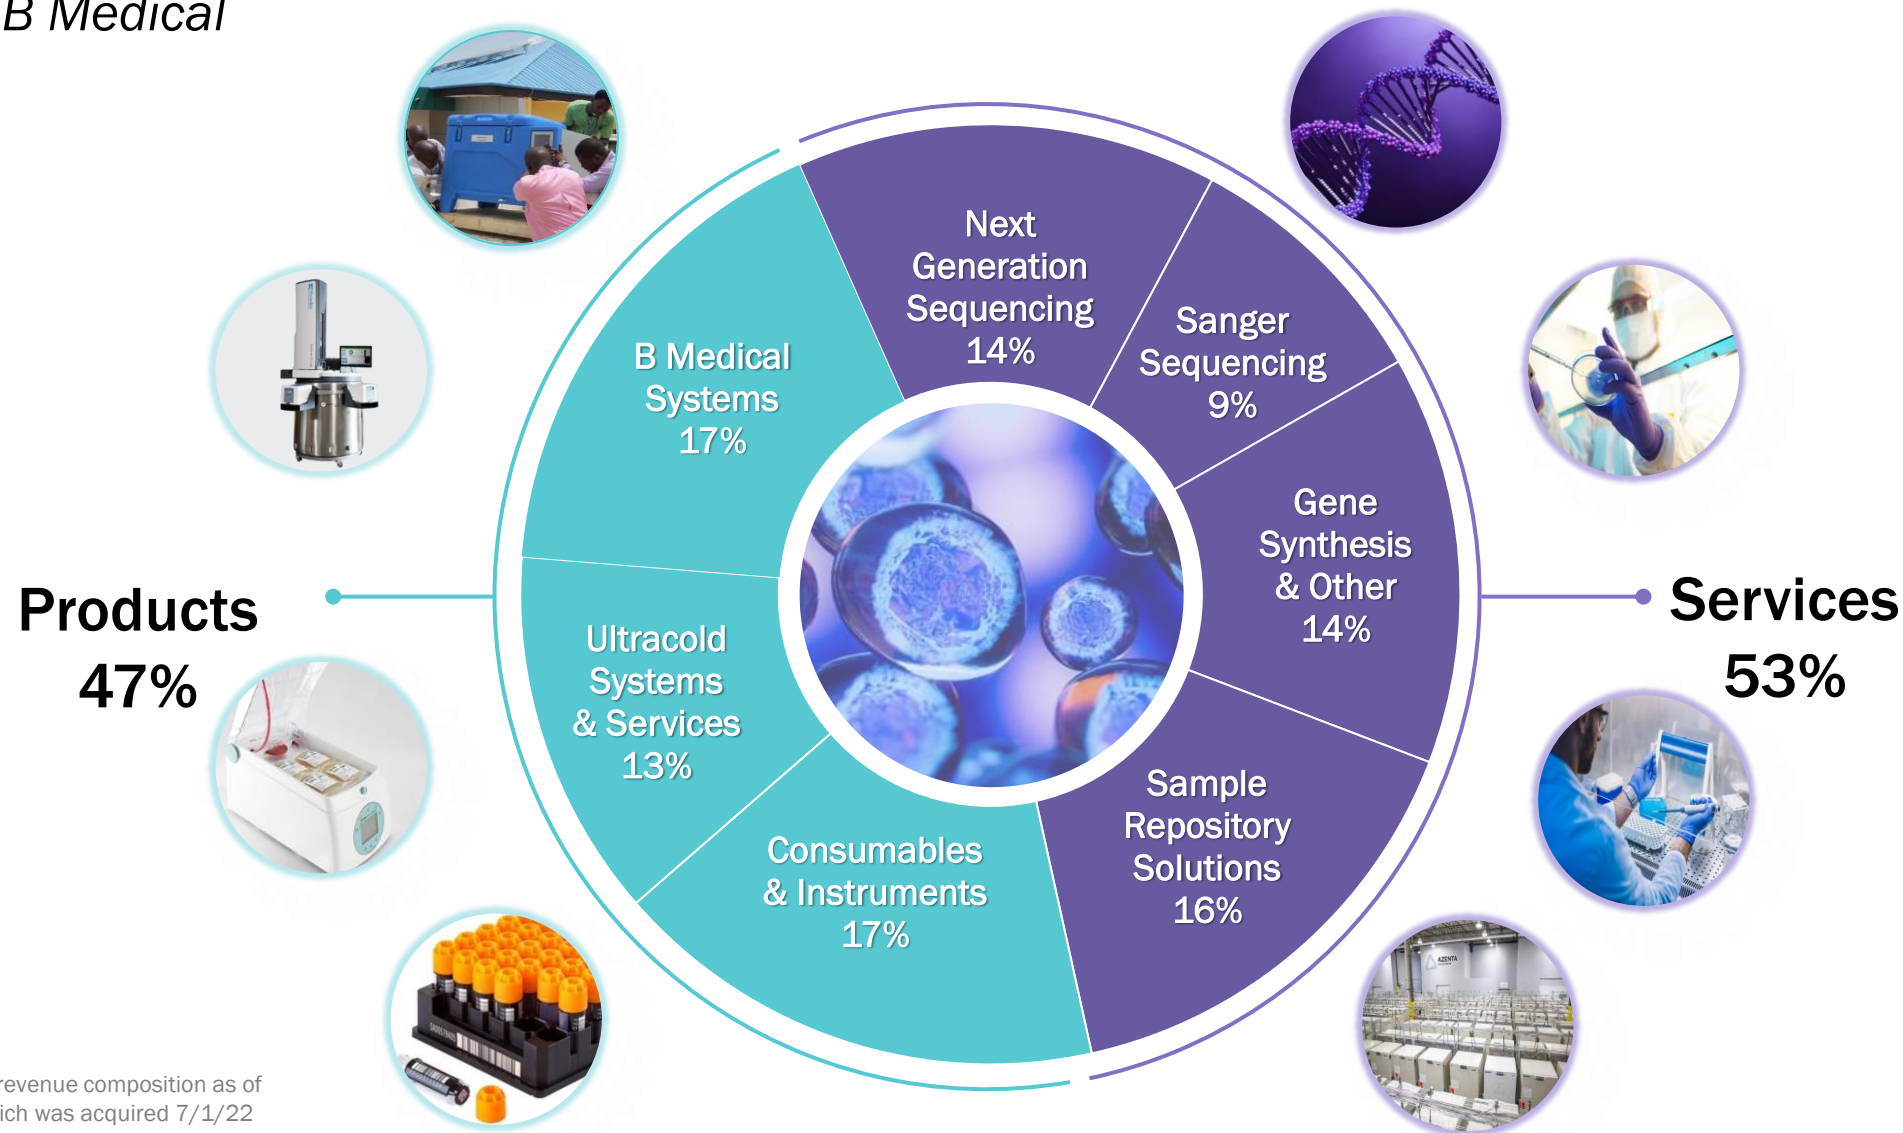 B Medical
Next
Generation
Sequencing
14%
Sanger
Sequencing
9%
B Medical
Systems
17%
Gene
Synthesis
& Other
14%
Products
47%
Services
53%
Ultracold
Systems
& Services
13%
Sample
Repository
Solutions
16%
Consumables
& Instruments
17%
AZENTA
revenue composition as of
ich was acquired 7/1/22